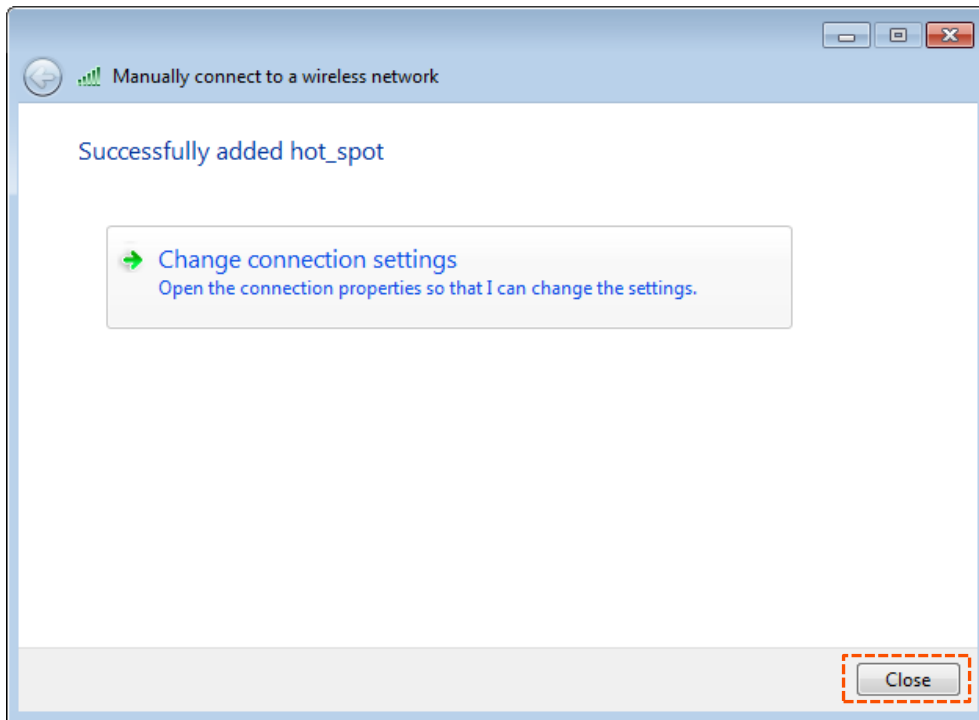 Manually connect to a wireless network
Successfully added hot_spot
Change connection settings
Open the connection properties so that I can change the settings.
Close